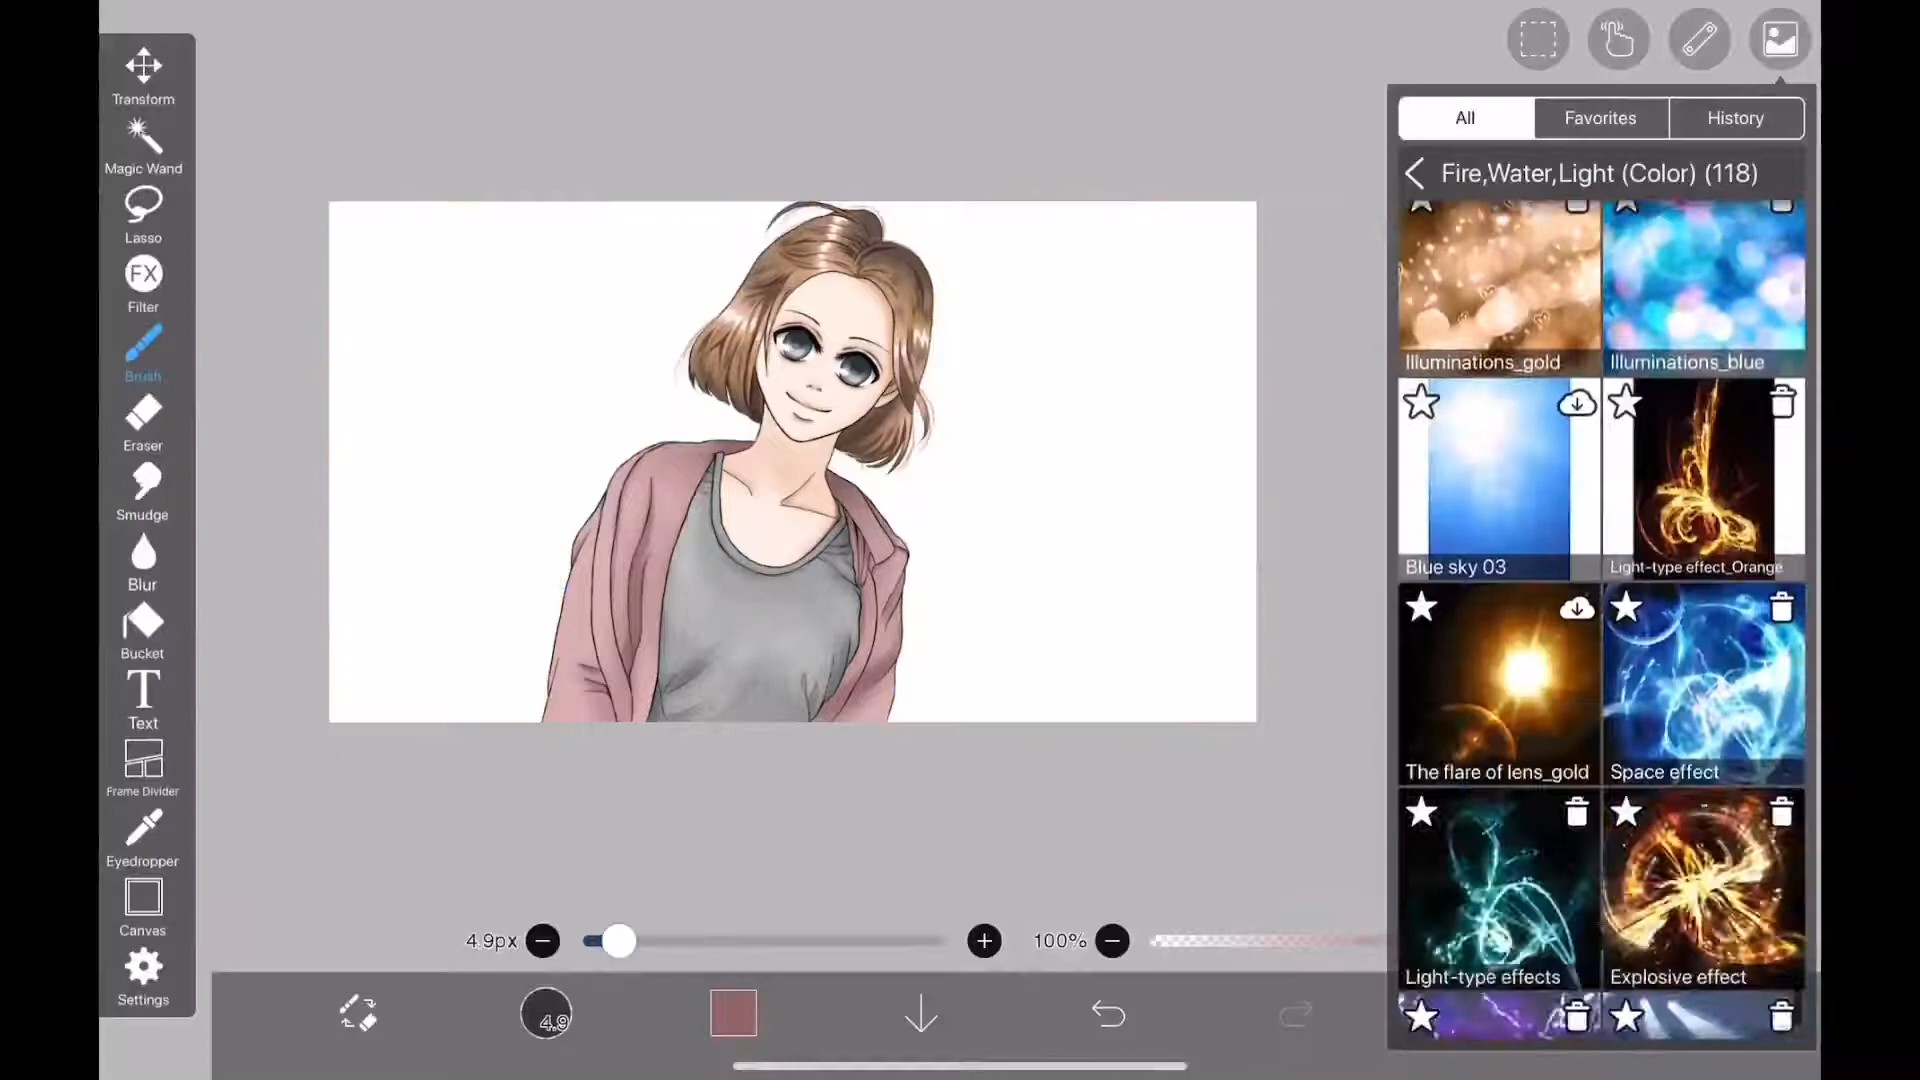 Transform
Magic Wand
Lasso
FX
Filter
Brush
Eraser
Smudge
Blur
Bucket
T
Text
Frame Divider
Eyedropper
Canvas
Settings
All
Favorites
History
Fire,Water,Light (Color) (118)
Illuminations_gold
Illuminations_blue
Blue sky 03
Light-type effect_Orange
The flare of lens_gold
Space effect
Light-type effects
Explosive effect
4.9px
100%
4.9